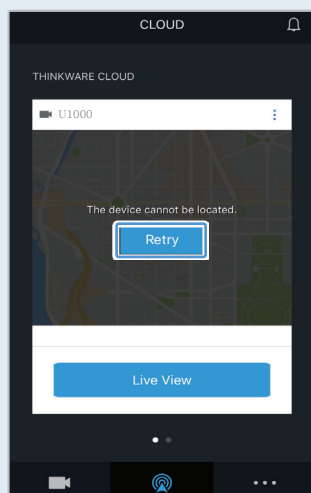 CLOUD
THINKWARE CLOUD
U1000
The device cannot be located.
Retry
Live View